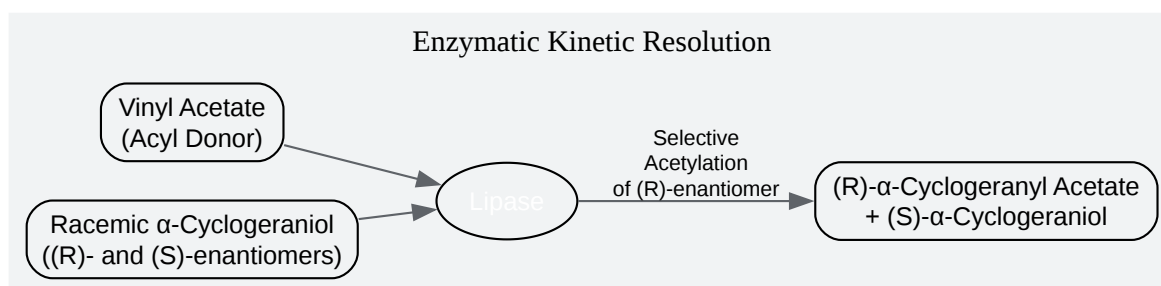 Enzymatic Kinetic Resolution
Vinyl Acetate
(Acyl Donor)
Racemic α-Cyclogeraniol
((R)- and (S)-enantiomers)
Lipase
Selective
Acetylation
of (R)-enantiomer
(R)-α-Cyclogeranyl Acetate
+ (S)-α-Cyclogeraniol